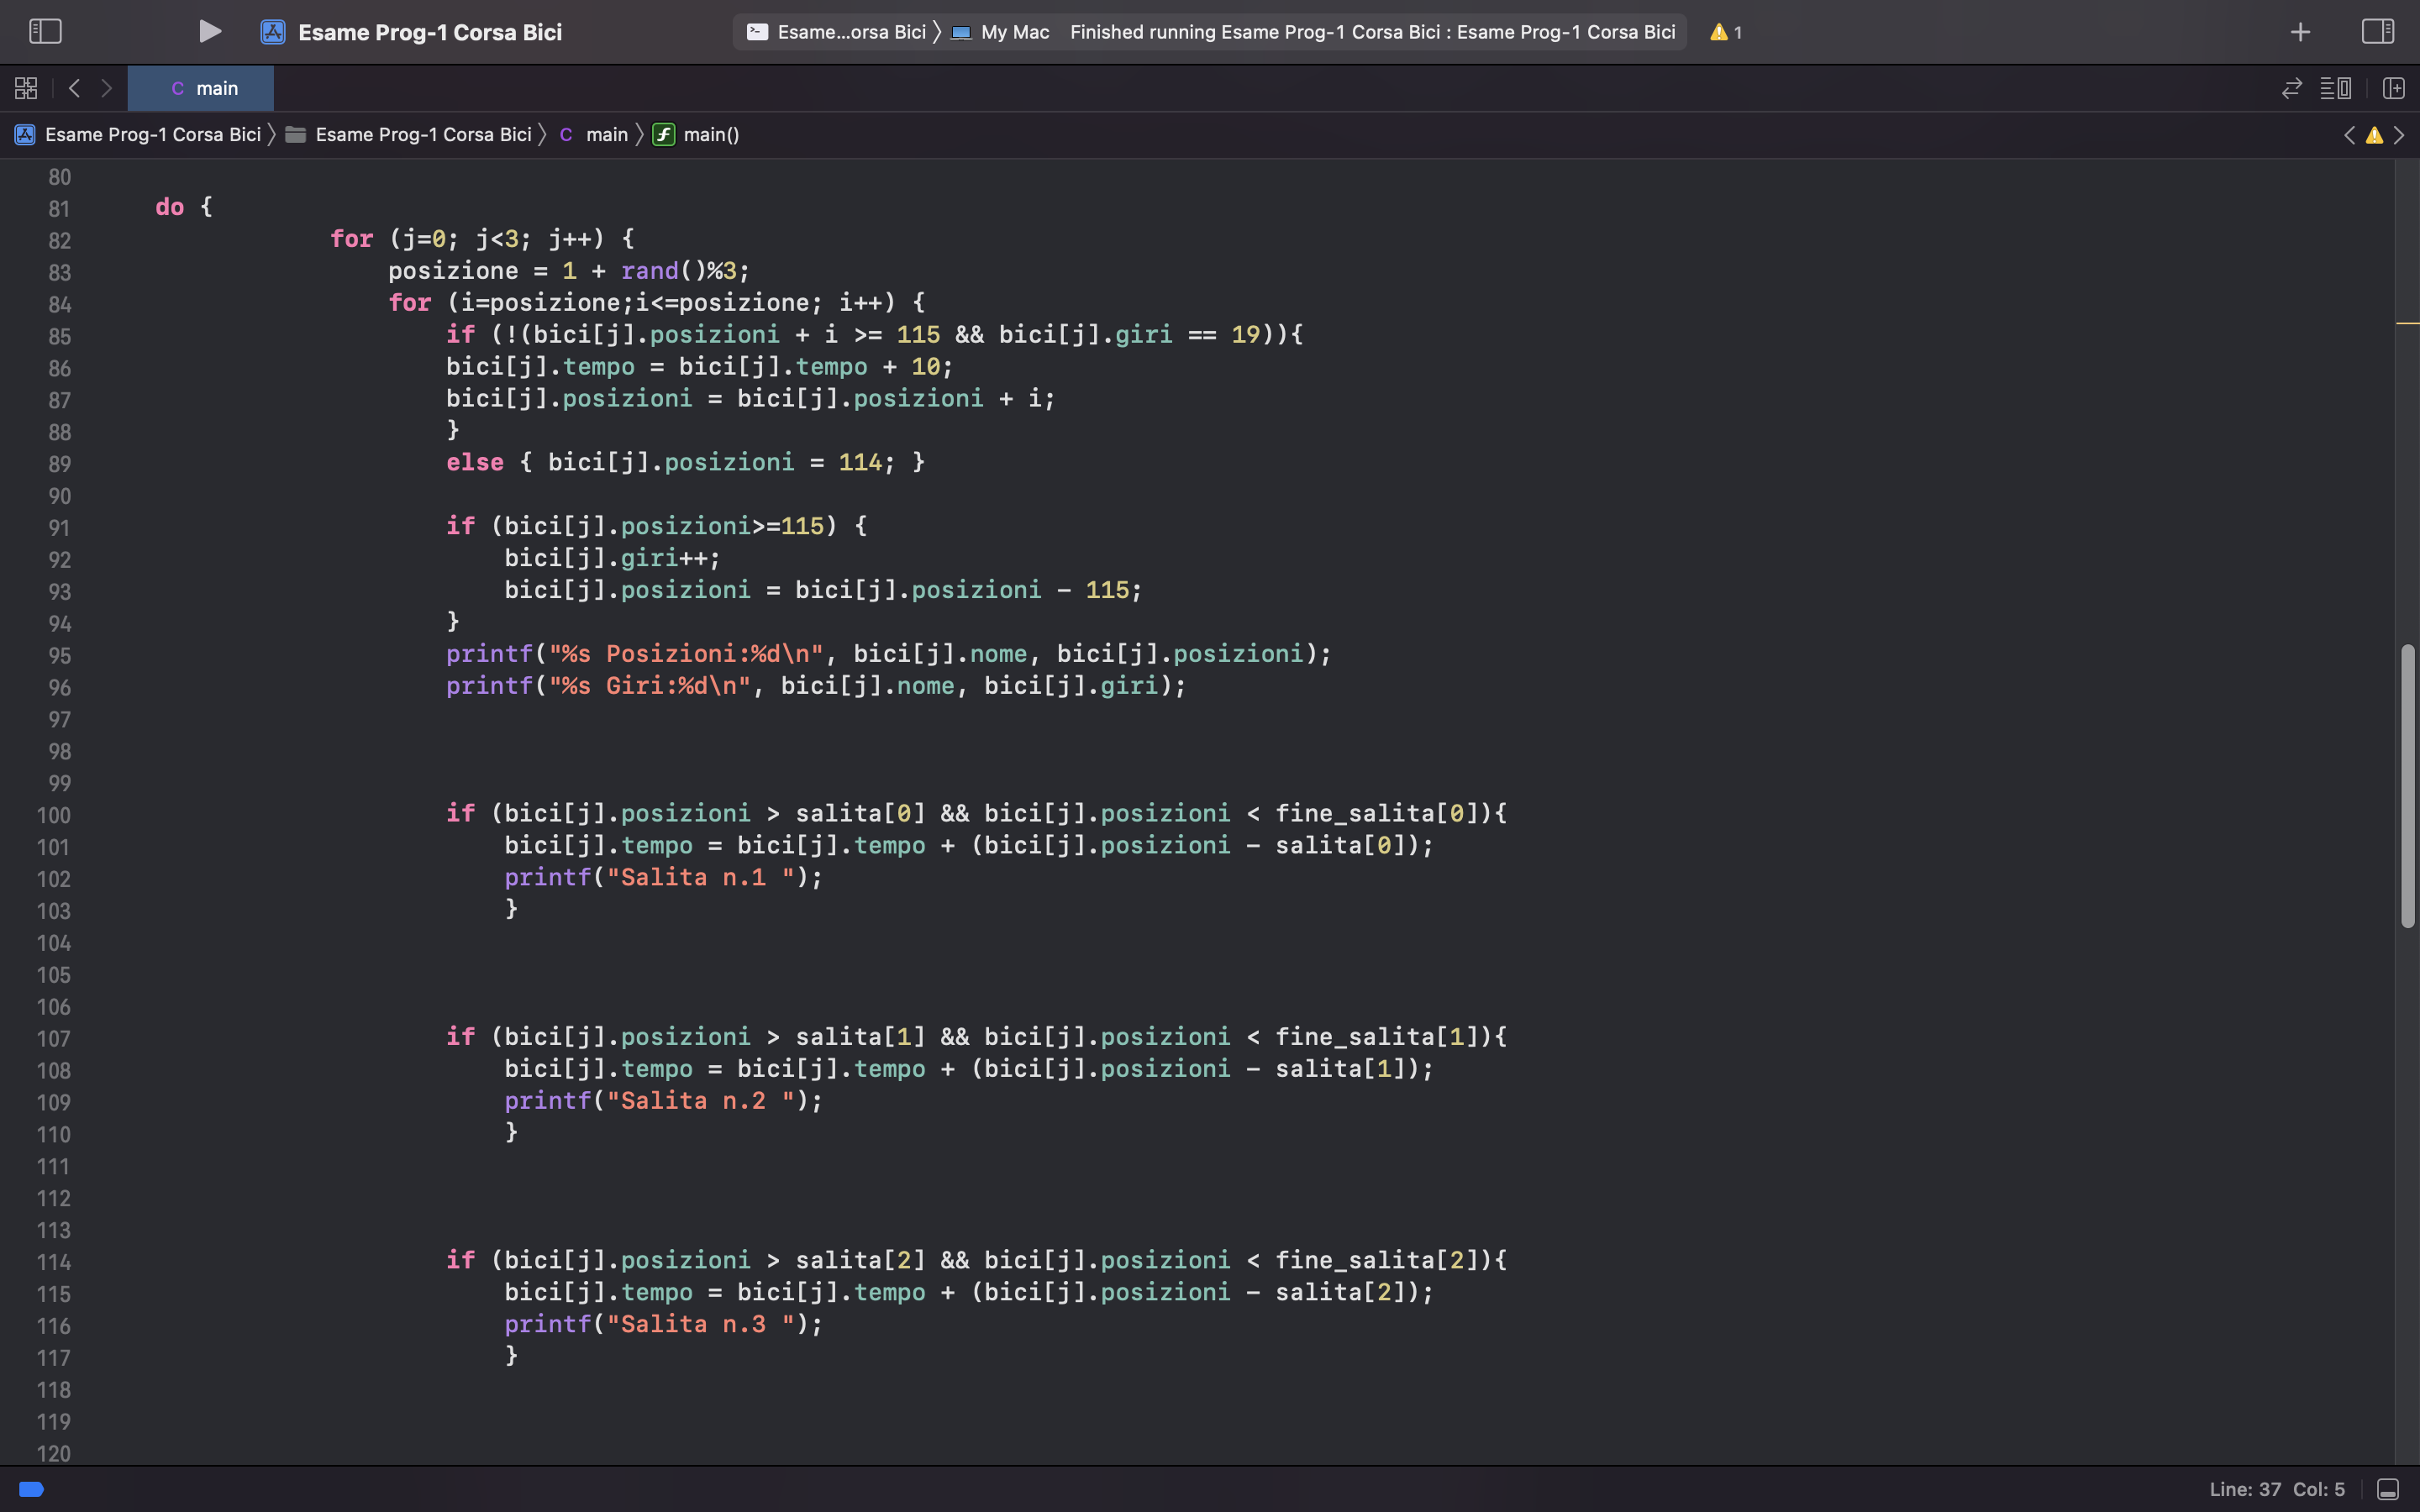 Esame Prog-1 Corsa Bici
Esame...orsa Bici My Mac Finished running Esame Prog-1 Corsa Bici : Esame Prog-1 Corsa Bici 1
C main
Esame Prog-1 Corsa Bici Esame Prog-1 Corsa Bici C main f main()
80
81 do {
82 for (j=0; j<3; j++) {
83 posizione = 1 + rand()%3;
84 for (i=posizione;i<=posizione; i++) {
85 if (!(bici[j].posizioni + i >= 115 && bici[j].giri == 19)){
86 bici[j].tempo = bici[j].tempo + 10;
87 bici[j].posizioni = bici[j].posizioni + i;
88 }
89 else { bici[j].posizioni = 114; }
90
91 if (bici[j].posizioni>=115) {
92 bici[j].giri++;
93 bici[j].posizioni = bici[j].posizioni - 115;
94 }
95 printf("%s Posizioni:%d\n", bici[j].nome, bici[j].posizioni);
96 printf("%s Giri:%d\n", bici[j].nome, bici[j].giri);
97
98
99
100 if (bici[j].posizioni > salita[0] && bici[j].posizioni < fine_salita[0]){
101 bici[j].tempo = bici[j].tempo + (bici[j].posizioni - salita[0]);
102 printf("Salita n.1 ");
103 }
104
105
106
107 if (bici[j].posizioni > salita[1] && bici[j].posizioni < fine_salita[1]){
108 bici[j].tempo = bici[j].tempo + (bici[j].posizioni - salita[1]);
109 printf("Salita n.2 ");
110 }
111
112
113
114 if (bici[j].posizioni > salita[2] && bici[j].posizioni < fine_salita[2]){
115 bici[j].tempo = bici[j].tempo + (bici[j].posizioni - salita[2]);
116 printf("Salita n.3 ");
117 }
118
119
120
Line: 37 Col: 5